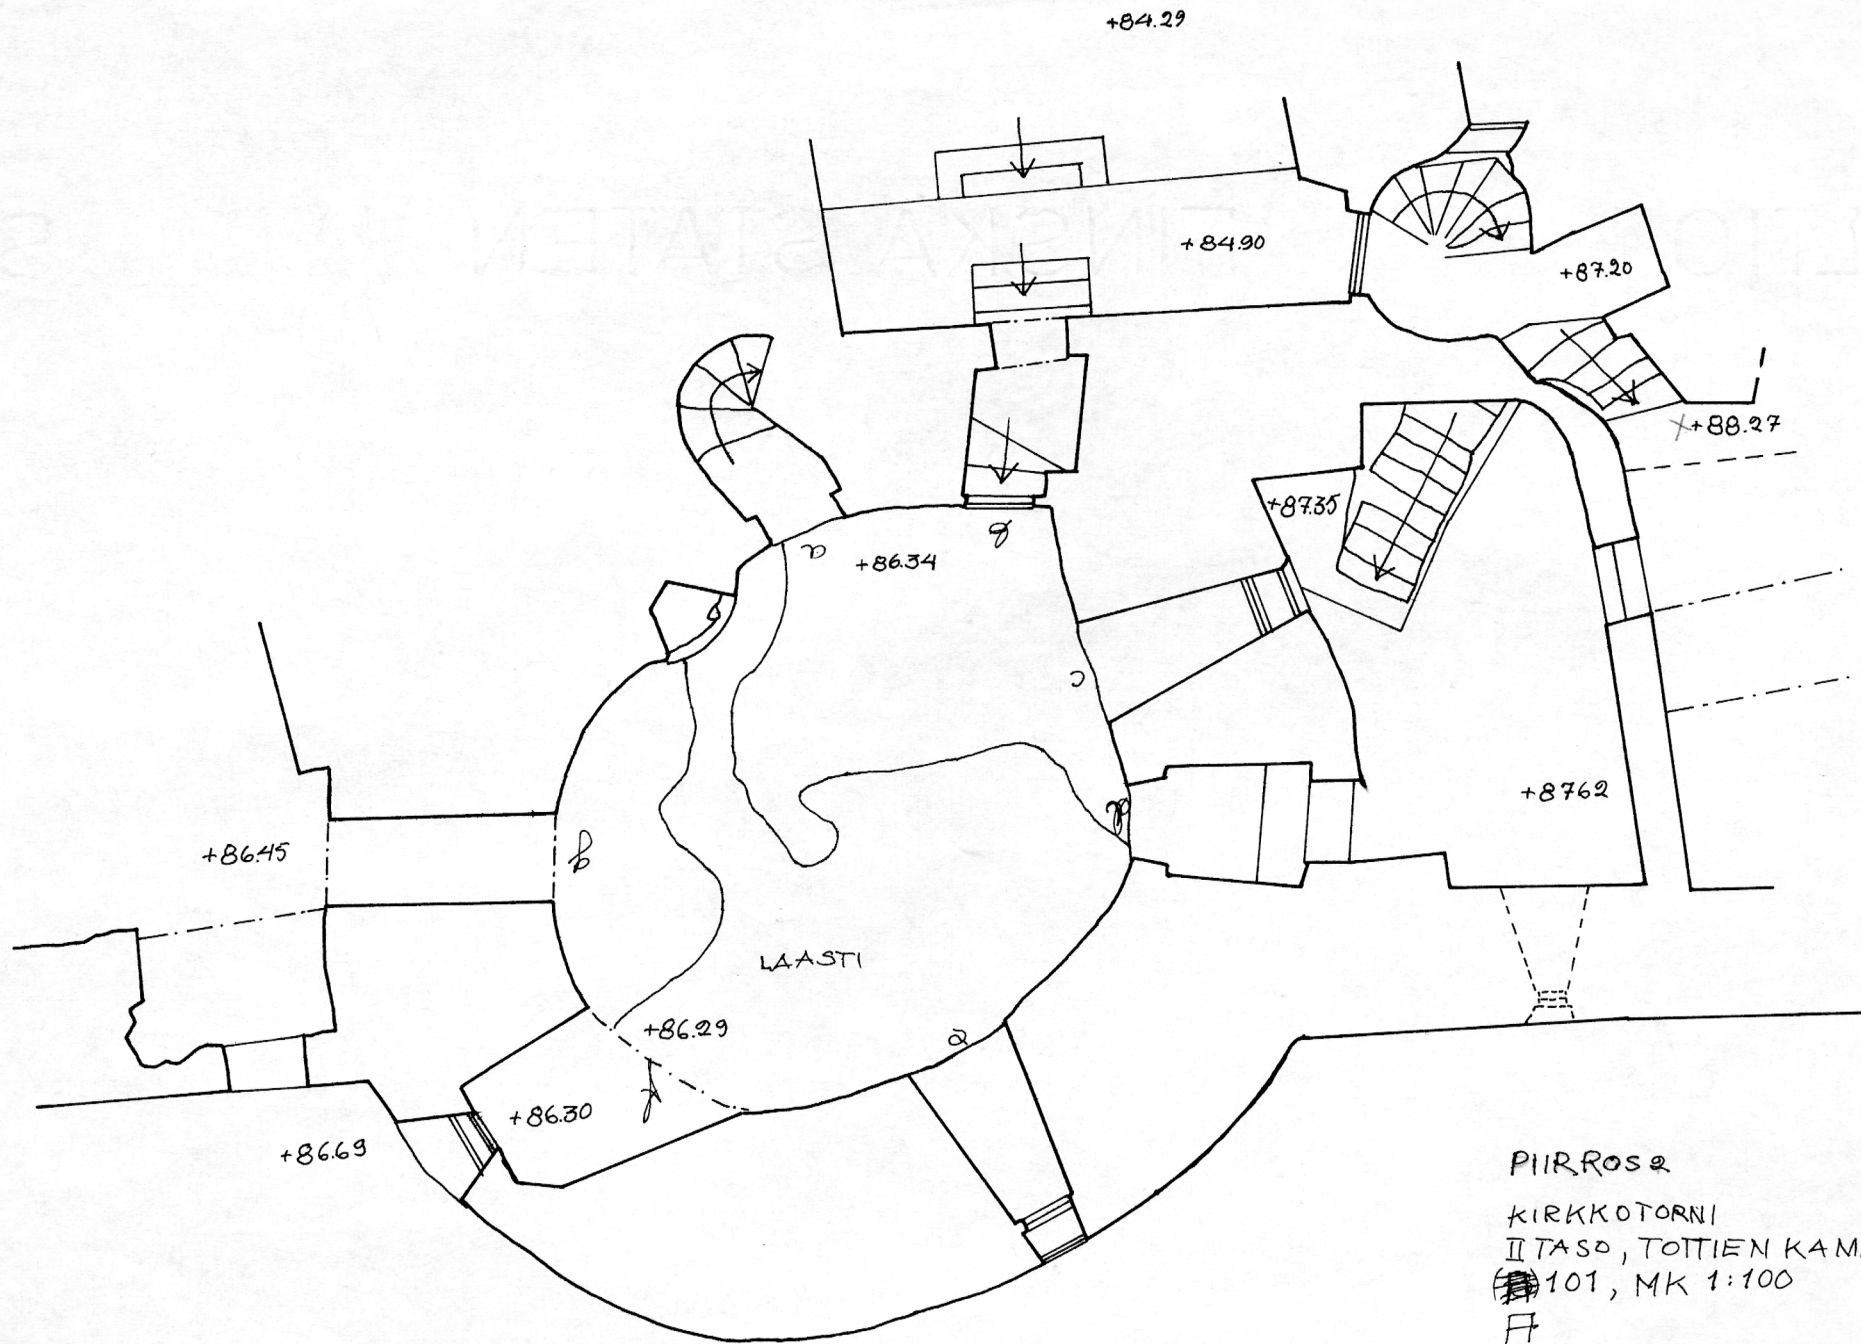 +84.29
+84.90
+87.20
+88.27
+87.35
a
b
+86.34
c
+8762
d
+86.45
g
LAASTI
+86.29
a
f
+86.30
+86.69
PIIRROS 2
KIRKKOTORNI
II TASO, TOTTIEN KAM
101, MK 1:100